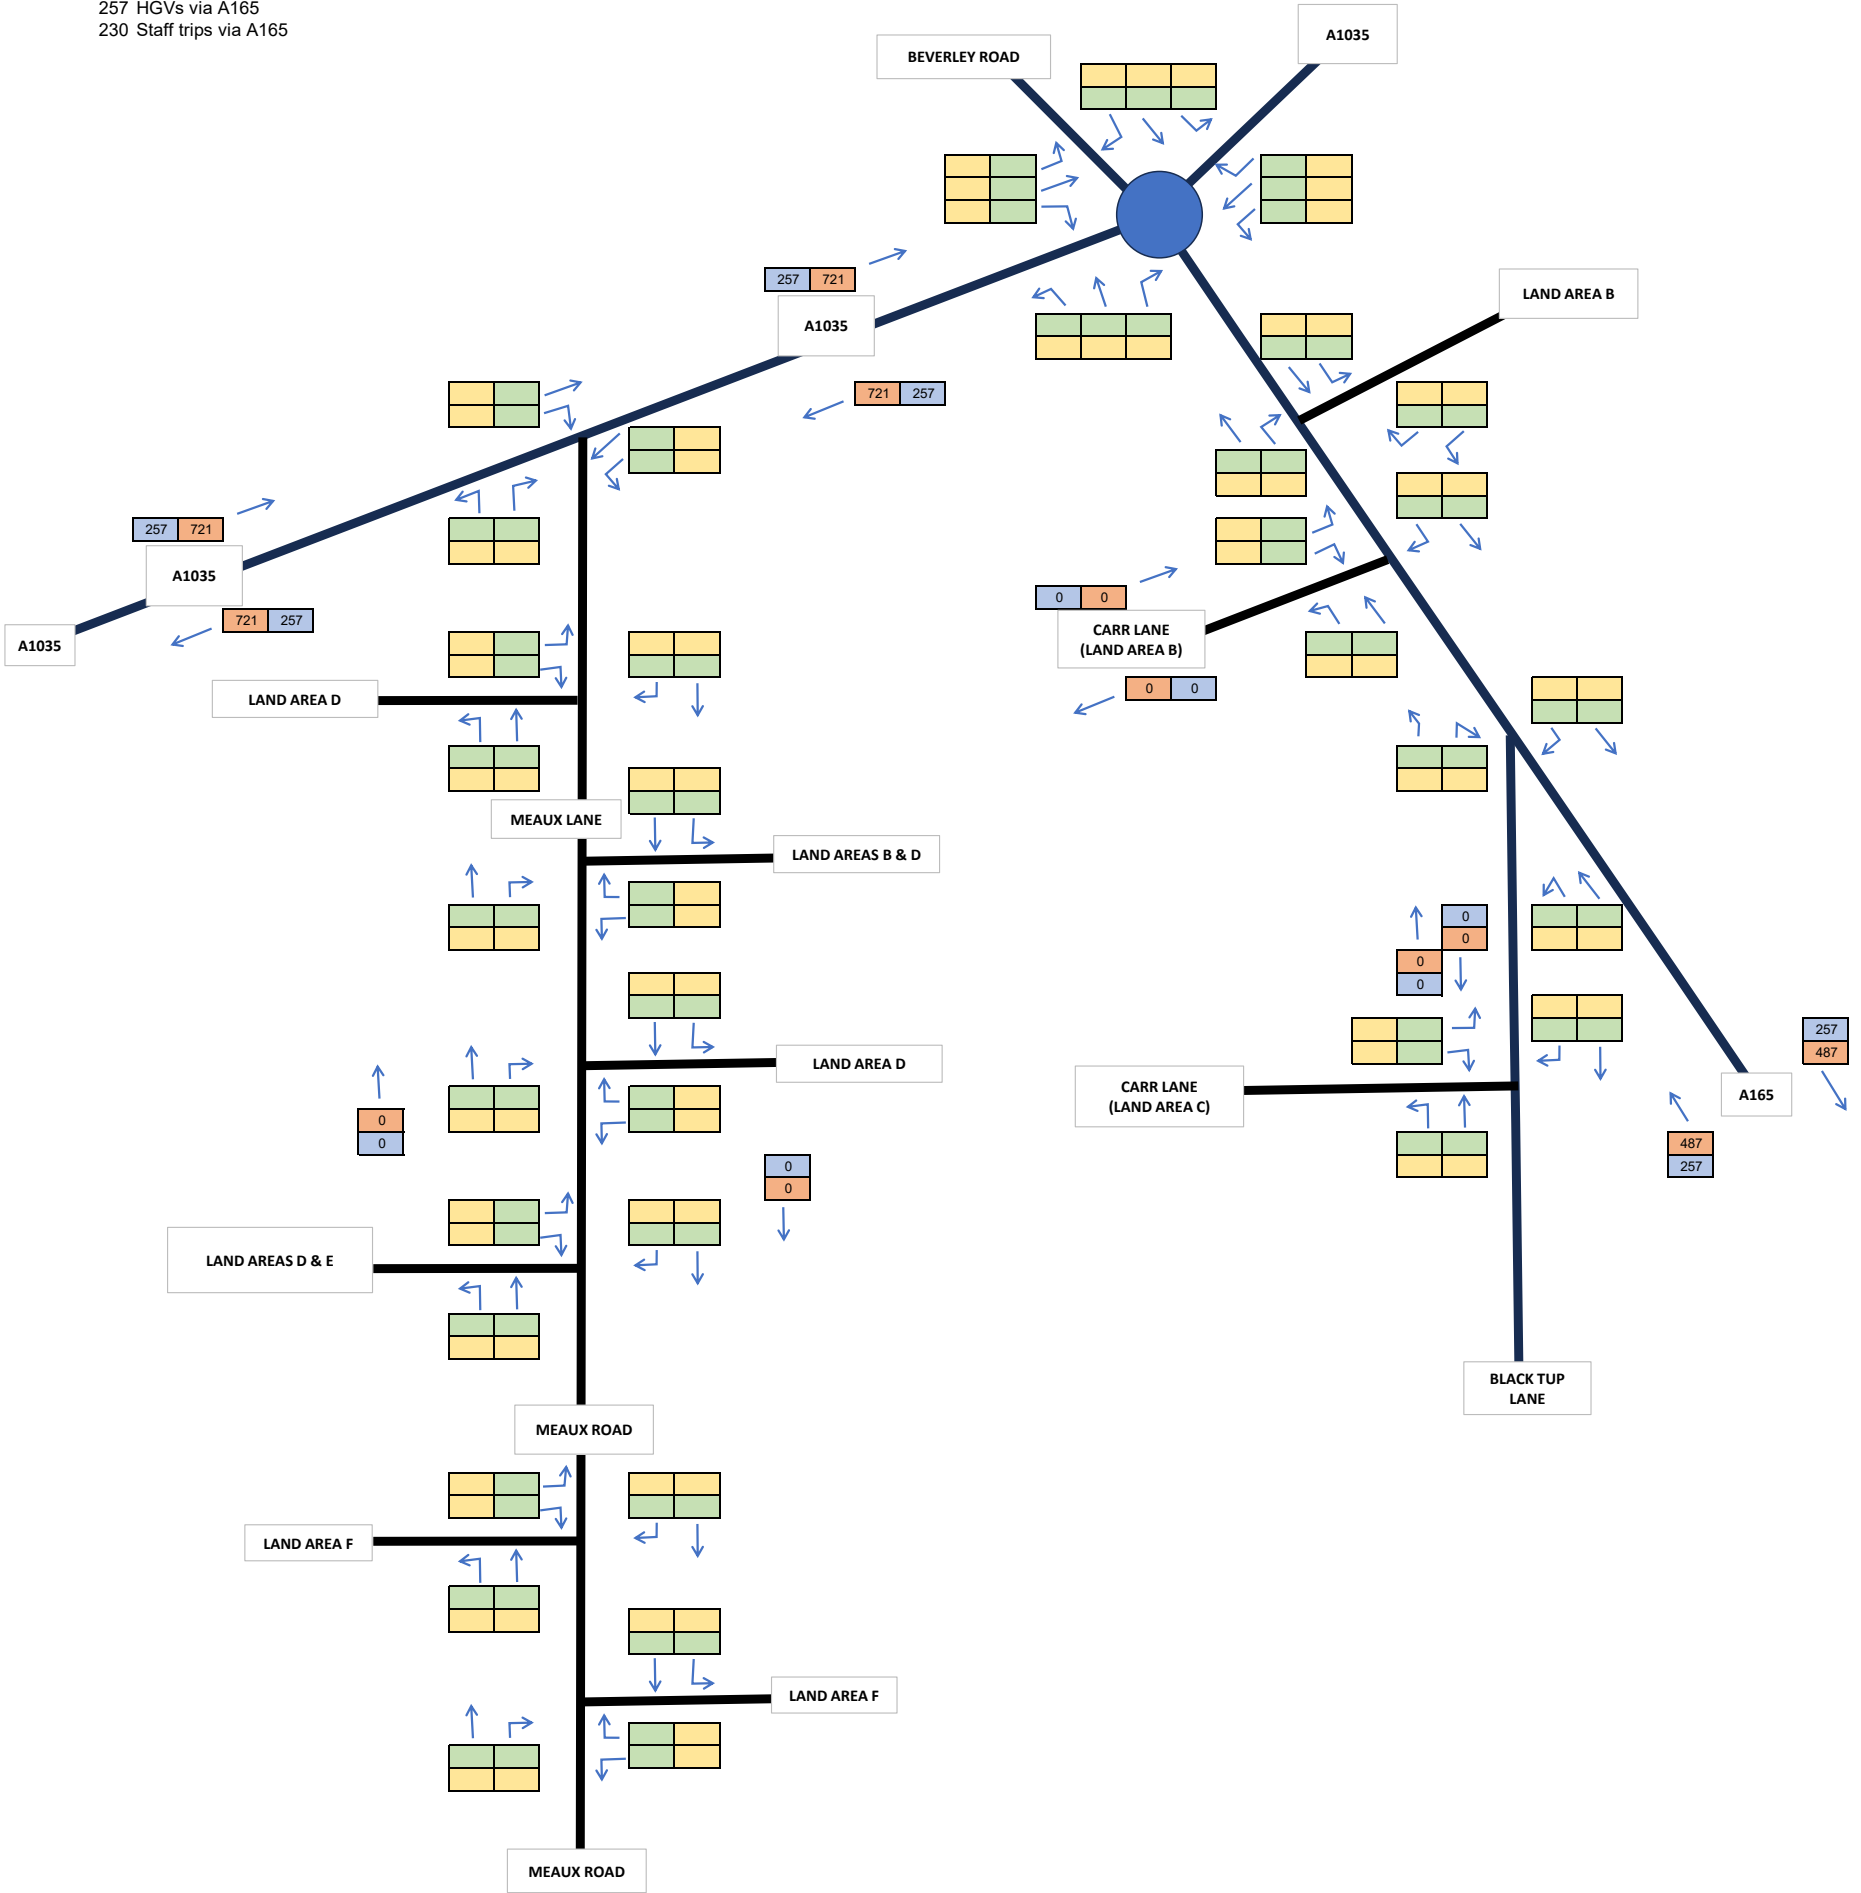 257 HGVs via A165
230 Staff trips via A165
A1035
BEVERLEY ROAD
257 721
A1035
LAND AREA B
721 257
257 721
A1035
721 257
A1035
0 0
CARR LANE
(LAND AREA B)
0 0
LAND AREA D
MEAUX LANE
LAND AREAS B & D
0
0
0
0
LAND AREA D
CARR LANE
(LAND AREA C)
257
487
A165
0
0
487
257
0
0
LAND AREAS D & E
BLACK TUP
LANE
MEAUX ROAD
LAND AREA F
LAND AREA F
MEAUX ROAD